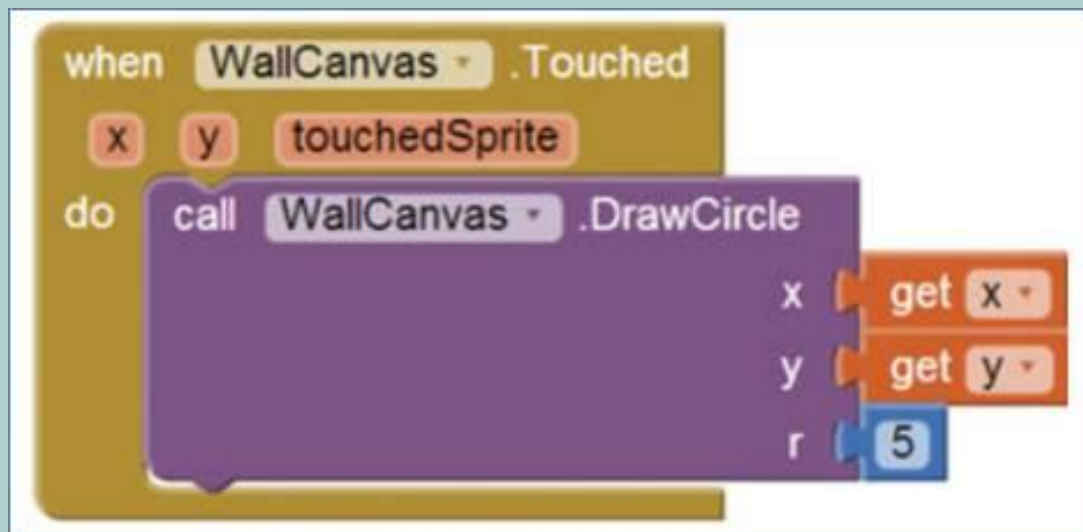 when WallCanvas .Touched
x y touchedSprite
do call WallCanvas .DrawCircle
x get x
y get y
r 5